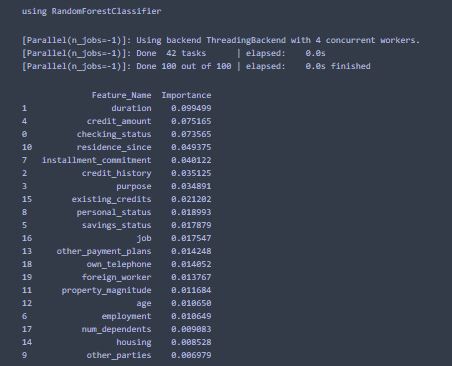 using RandomForestClassifier
[Parallel(n_jobs=-1)]: Using backend ThreadingBackend with 4 concurrent workers.
[Parallel(n_jobs=-1)]: Done  42 tasks      | elapsed:    0.0s
[Parallel(n_jobs=-1)]: Done 100 out of 100 | elapsed:    0.0s finished
Feature_Name  Importance
1 duration 0.099499
4 credit_amount 0.075165
0 checking_status 0.073565
10 residence_since 0.049375
7 installment_commitment 0.040122
2 credit_history 0.035125
3 purpose 0.034891
15 existing_credits 0.021202
8 personal_status 0.018993
5 savings_status 0.017879
16 job 0.017547
13 other_payment_plans 0.014248
18 own_telephone 0.014052
19 foreign_worker 0.013767
11 property_magnitude 0.011684
12 age 0.010650
6 employment 0.010649
17 num_dependents 0.009083
14 housing 0.008528
9 other_parties 0.006979